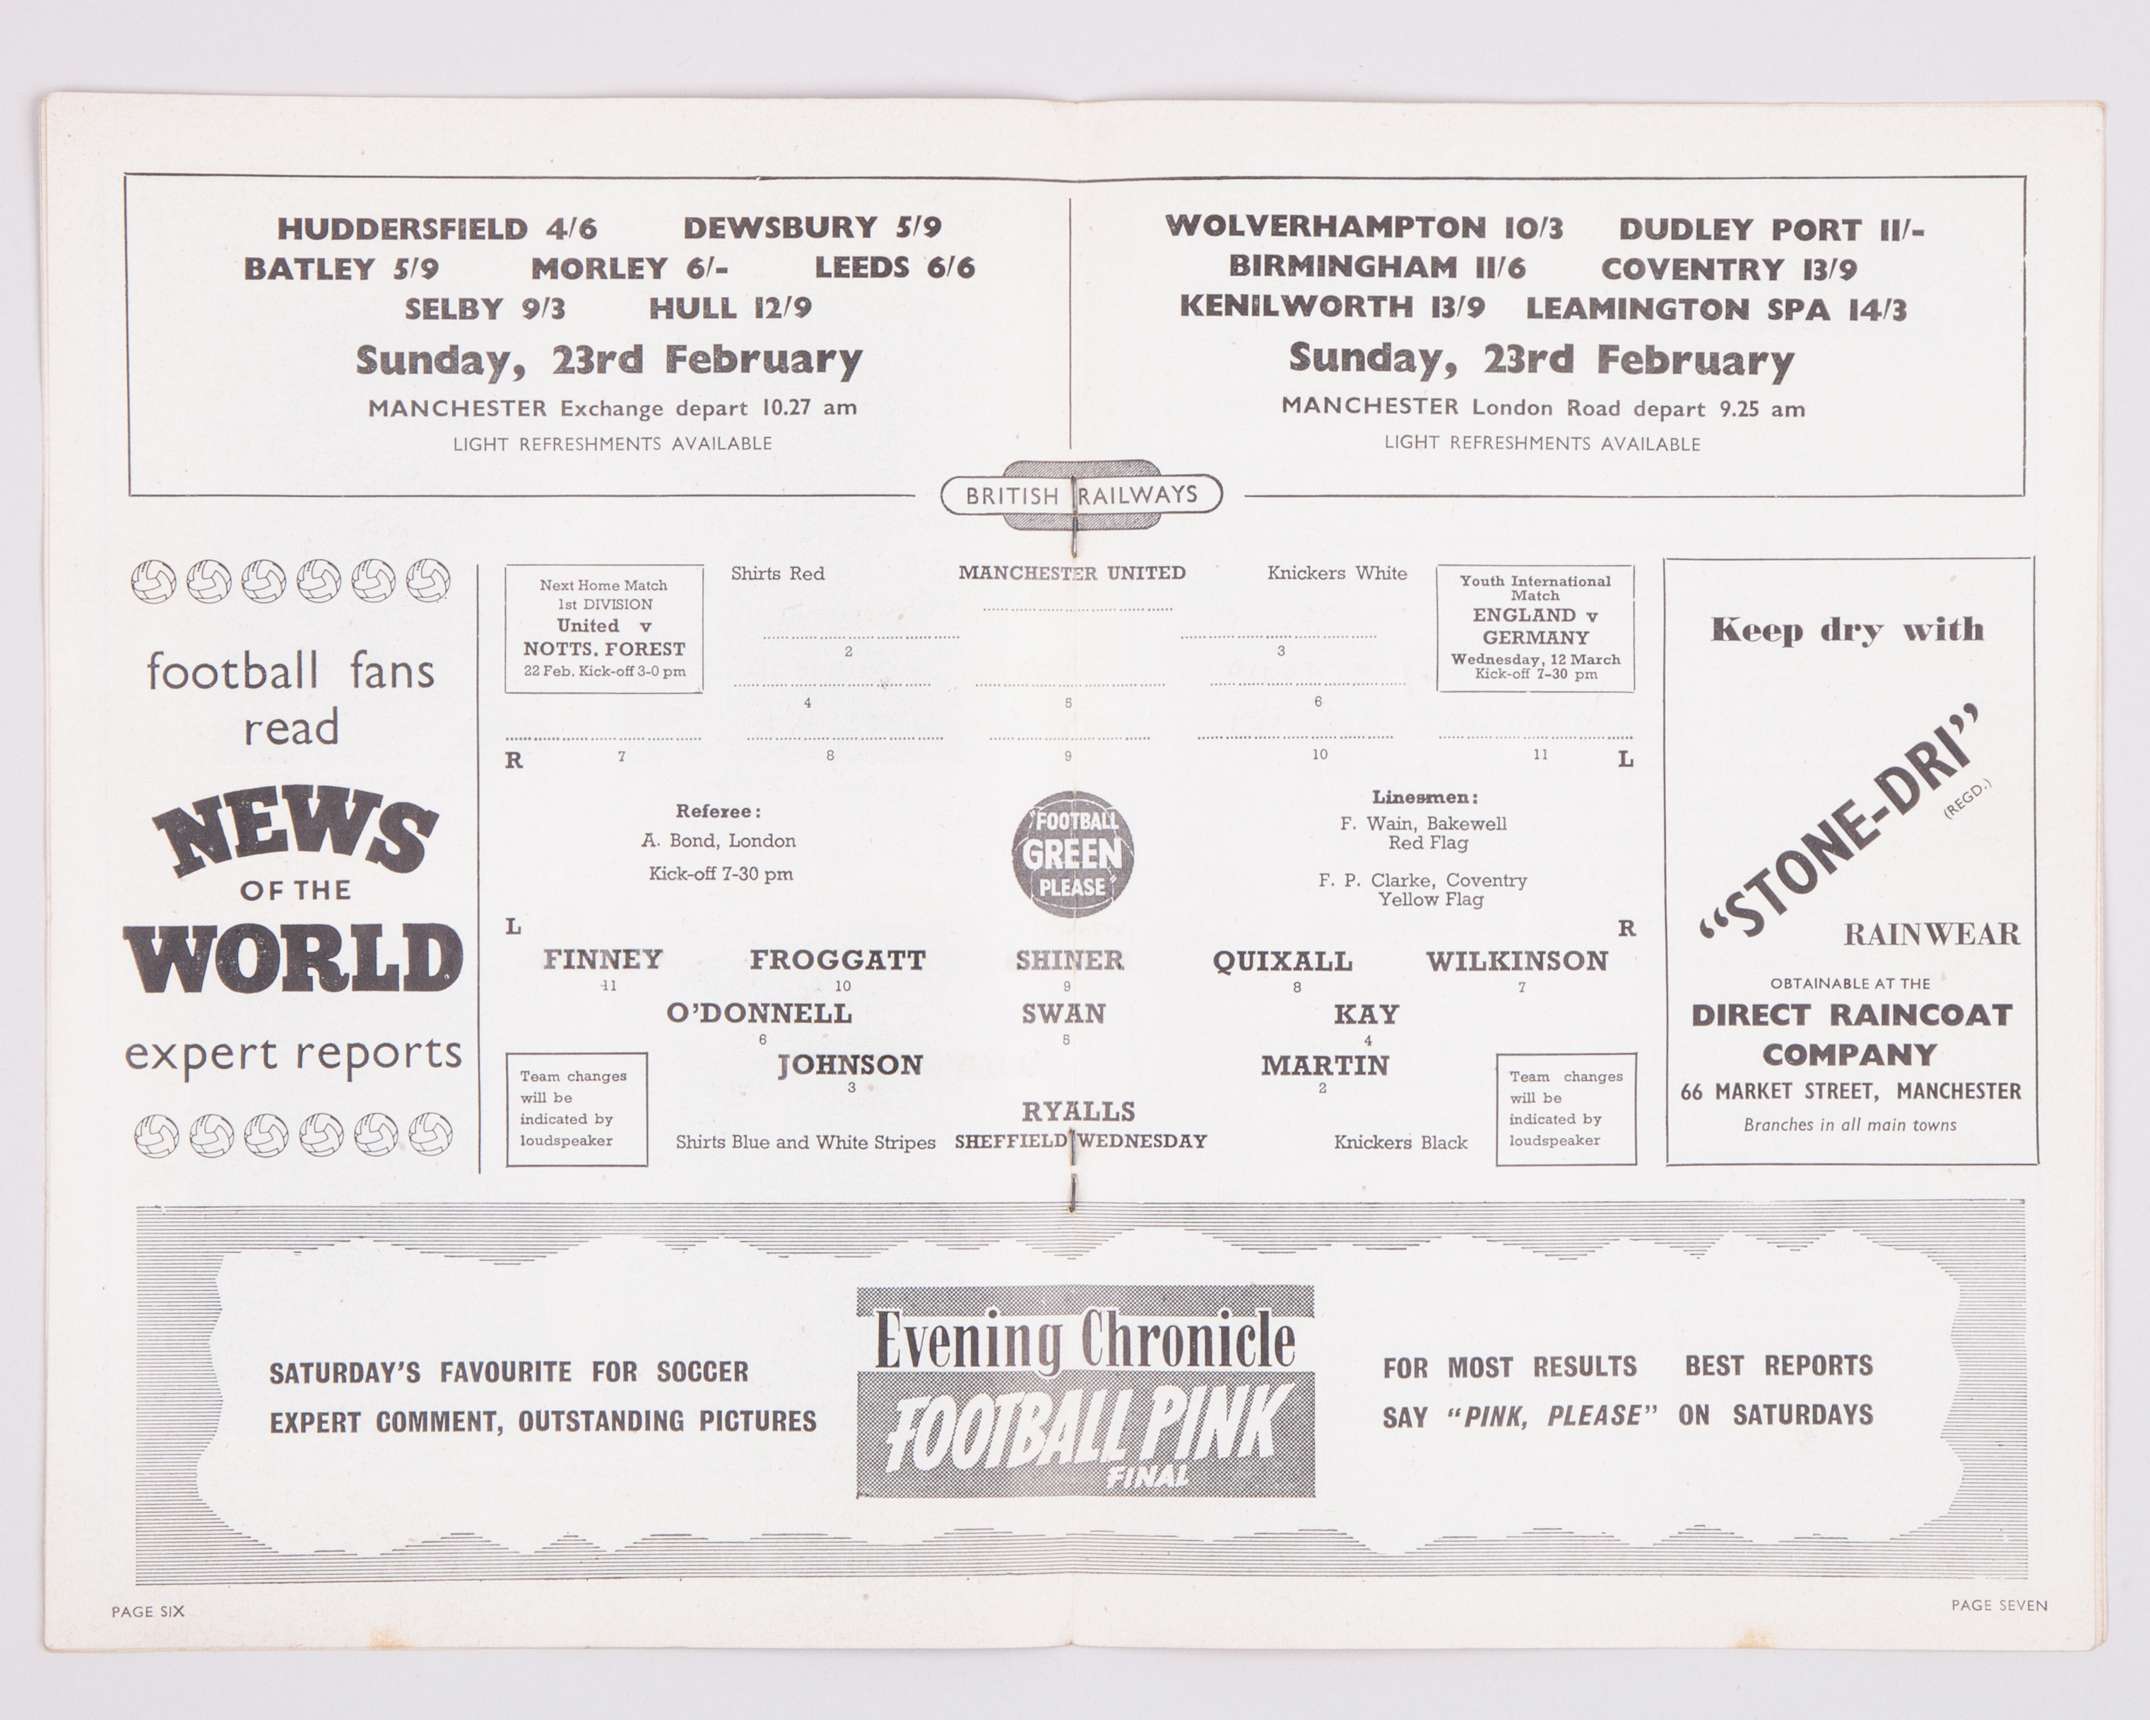 HUDDERSFIELD 4/6 DEWSBURY 5/9
BATLEY 5/9 MORLEY 6/- LEEDS 6/6
SELBY 9/3 HULL 12/9
Sunday, 23rd February
MANCHESTER Exchange depart 10.27 am
LIGHT REFRESHMENTS AVAILABLE
WOLVERHAMPTON 10/3 DUDLEY PORT 11/-
BIRMINGHAM 11/6 COVENTRY 13/9
KENILWORTH 13/9 LEAMINGTON SPA 14/3
Sunday, 23rd February
MANCHESTER London Road depart 9.25 am
LIGHT REFRESHMENTS AVAILABLE
BRITISH RAILWAYS
football fans
read
NEWS
OF THE
WORLD
expert reports
Next Home Match
1st DIVISION
United v
NOTTS. FOREST
22 Feb. Kick-off 3-0 pm
Shirts Red MANCHESTER UNITED Knickers White
Youth International
Match
ENGLAND v
GERMANY
Wednesday, 12 March
Kick-off 7-30 pm
2 3
4 5 6
R 7 8 9 10 11 L
Referee:
A. Bond, London
Kick-off 7-30 pm
"FOOTBALL
GREEN
PLEASE"
Linesmen:
F. Wain, Bakewell
Red Flag
F. P. Clarke, Coventry
Yellow Flag
L R
FINNEY FROGGATT SHINER QUIXALL WILKINSON
11 10 9 8 7
O'DONNELL SWAN KAY
6 5 4
JOHNSON MARTIN
3 2
RYALLS
Shirts Blue and White Stripes SHEFFIELD WEDNESDAY Knickers Black
Team changes
will be
indicated by
loudspeaker
Team changes
will be
indicated by
loudspeaker
Keep dry with
"STONE-DRI"
(REGD.)
RAINWEAR
OBTAINABLE AT THE
DIRECT RAINCOAT
COMPANY
66 MARKET STREET, MANCHESTER
Branches in all main towns
SATURDAY'S FAVOURITE FOR SOCCER
EXPERT COMMENT, OUTSTANDING PICTURES
Evening Chronicle
FOOTBALL PINK
FINAL
FOR MOST RESULTS BEST REPORTS
SAY "PINK, PLEASE" ON SATURDAYS
PAGE SIX
PAGE SEVEN